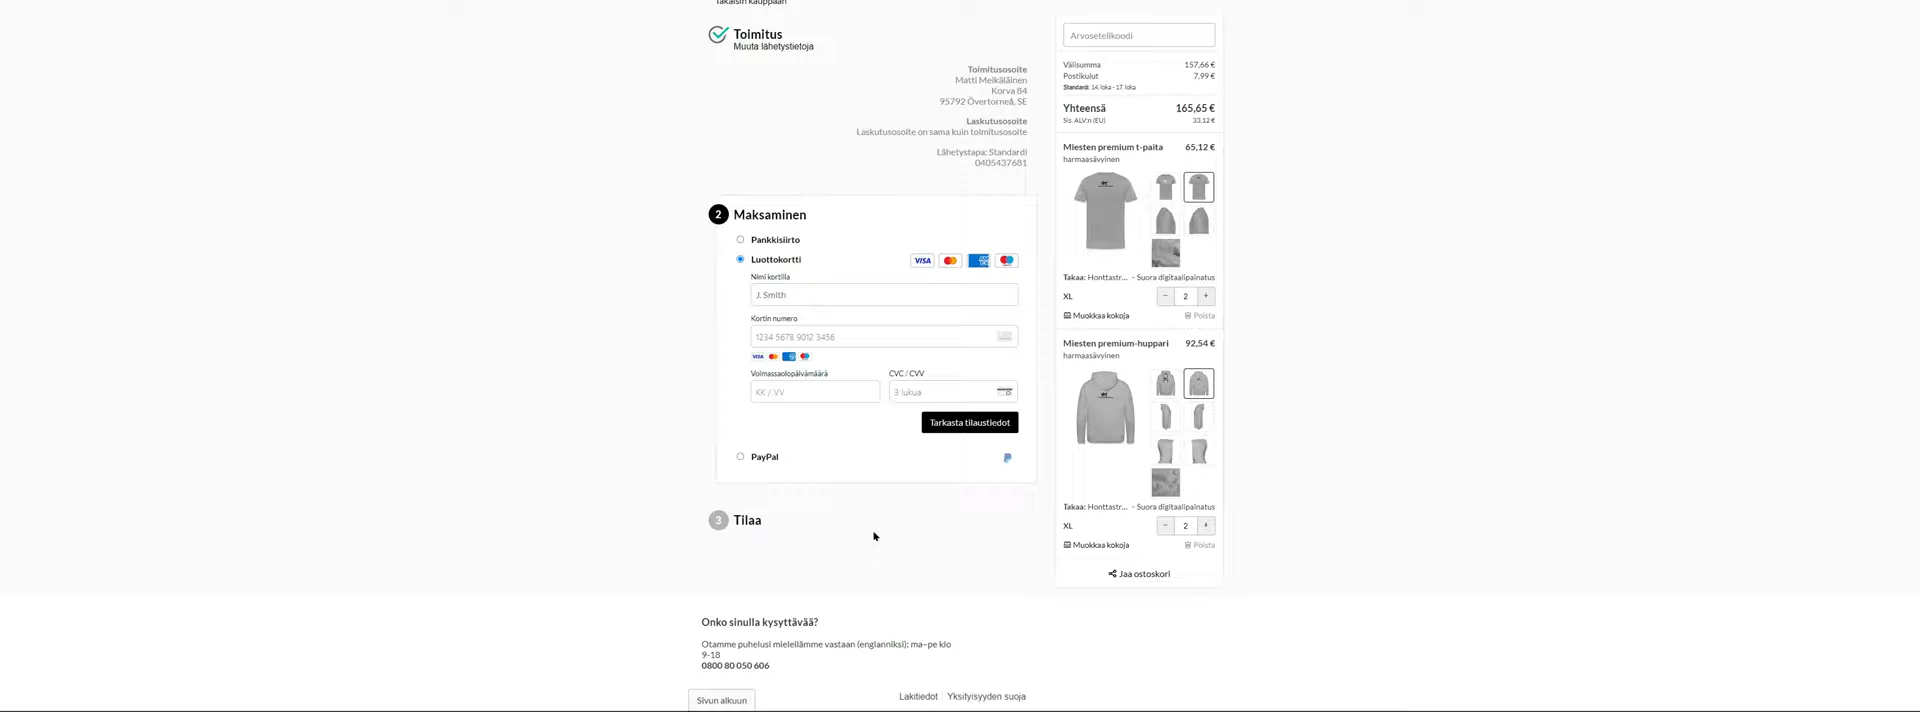 Takaisin kauppaan
Toimitus
Muuta lähetystietoja
Toimitusosoite
Matti Meikäläinen
Korva 84
95792 Övertorneå, SE
Laskutusosoite
Laskutusosoite on sama kuin toimitusosoite
Lähetystapa: Standardi
0405437681
2 Maksaminen
Pankkisiirto
Luottokortti
VISA
Nimi kortilla
J. Smith
Kortin numero
1234 5678 9012 3456
VISA
Voimassaolopäivämäärä
CVC / CVV
KK / VV
3 lukua
Tarkasta tilaustiedot
PayPal
3 Tilaa
Arvosetelikoodi
Välisumma 157,66 €
Postikulut 7,99 €
Standardi: 14. loka - 17. loka
Yhteensä 165,65 €
Sis. ALV:n (EU) 33,12 €
Miesten premium t-paita 65,12 €
harmaasävyinen
Takaa: Honttastr... - Suora digitaalipainatus
XL − 2 +
Muokkaa kokoja Poista
Miesten premium-huppari 92,54 €
harmaasävyinen
Takaa: Honttastr... - Suora digitaalipainatus
XL − 2 +
Muokkaa kokoja Poista
Jaa ostoskori
Onko sinulla kysyttävää?
Otamme puhelusi mielellämme vastaan (englanniksi): ma–pe klo
9-18
0800 80 050 606
Sivun alkuun
Lakitiedot Yksityisyyden suoja